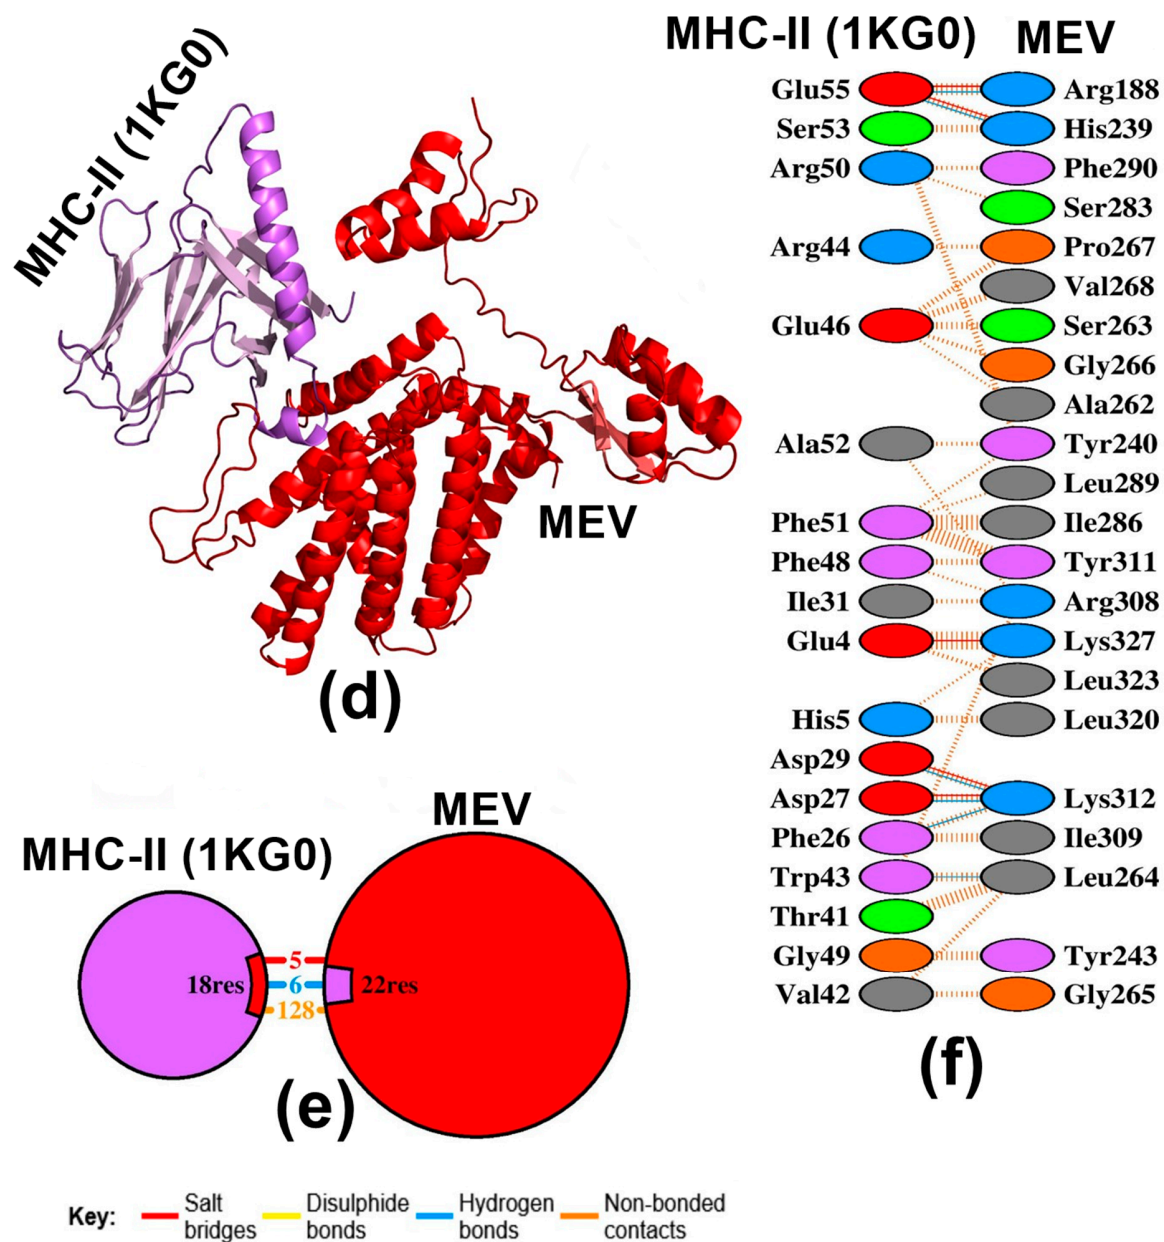 MHC-II (1KG0)
MEV
(d)
MHC-II (1KG0) MEV
Glu55 Arg188
Ser53 His239
Arg50 Phe290
Ser283
Arg44 Pro267
Val268
Glu46 Ser263
Gly266
Ala262
Ala52 Tyr240
Leu289
Phe51 Ile286
Phe48 Tyr311
Ile31 Arg308
Glu4 Lys327
Leu323
His5 Leu320
Asp29
Asp27 Lys312
Phe26 Ile309
Trp43 Leu264
Thr41
Gly49 Tyr243
Val42 Gly265
(f)
MHC-II (1KG0)
MEV
18res
5
6
128
22res
(e)
Key: Salt bridges
Disulphide bonds
Hydrogen bonds
Non-bonded contacts